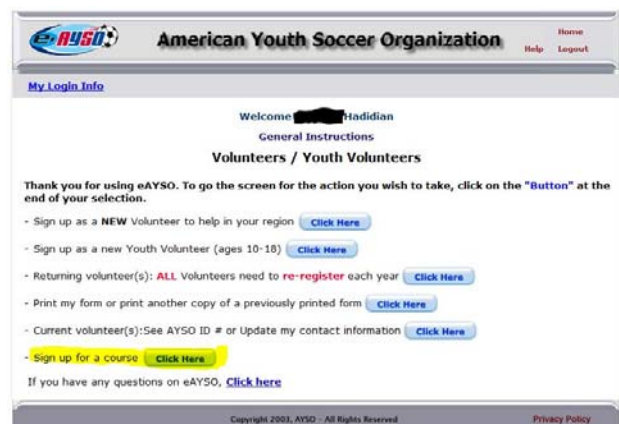 e-AYSO
American Youth Soccer Organization
Home
Help Logout
My Login Info
Welcome Hadidian
General Instructions
Volunteers / Youth Volunteers
Thank you for using eAYSO. To go the screen for the action you wish to take, click on the "Button" at the
end of your selection.
- Sign up as a NEW Volunteer to help in your region Click Here
- Sign up as a new Youth Volunteer (ages 10-18) Click Here
- Returning volunteer(s): ALL Volunteers need to re-register each year Click Here
- Print my form or print another copy of a previously printed form Click Here
- Current volunteer(s):See AYSO ID # or Update my contact information Click Here
- Sign up for a course Click Here
If you have any questions on eAYSO, Click here
Copyright 2003, AYSO - All Rights Reserved Privacy Policy